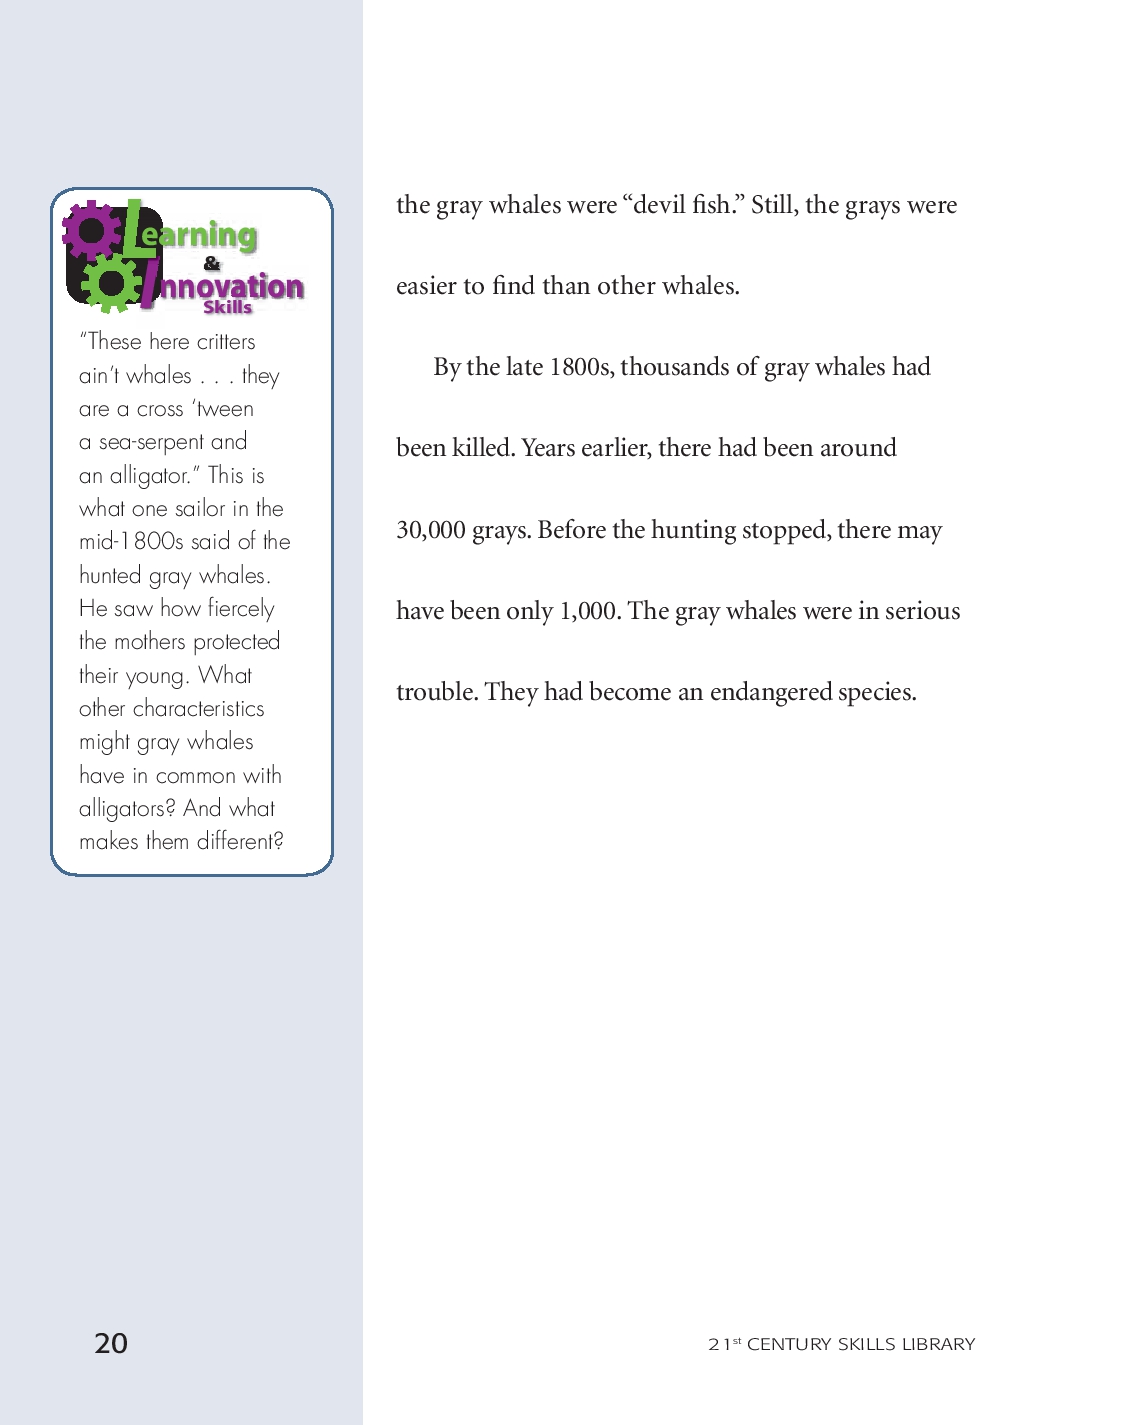 Learning
&
Innovation
Skills
“These here critters
ain’t whales . . . they
are a cross ‘tween
a sea-serpent and
an alligator.” This is
what one sailor in the
mid-1800s said of the
hunted gray whales.
He saw how fiercely
the mothers protected
their young. What
other characteristics
might gray whales
have in common with
alligators? And what
makes them different?
the gray whales were “devil fish.” Still, the grays were
easier to find than other whales.
By the late 1800s, thousands of gray whales had
been killed. Years earlier, there had been around
30,000 grays. Before the hunting stopped, there may
have been only 1,000. The gray whales were in serious
trouble. They had become an endangered species.
20
21st CENTURY SKILLS LIBRARY